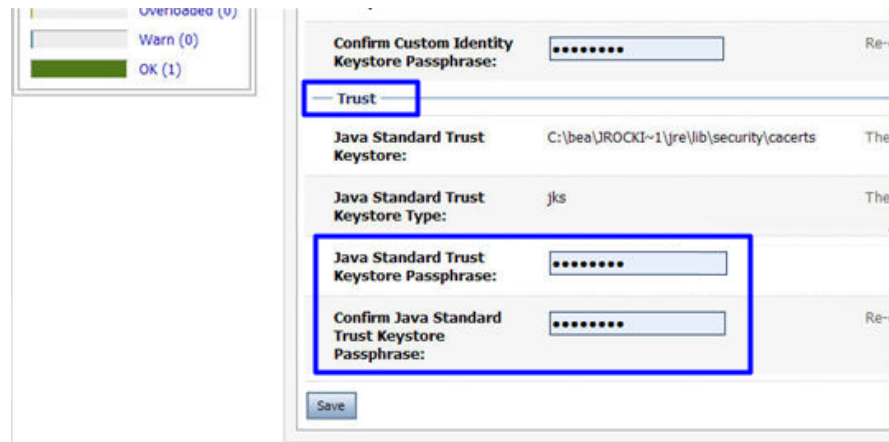 Overloaded (0)
Warn (0)
OK (1)
Confirm Custom Identity
Keystore Passphrase:
••••••••
Re-
Trust
Java Standard Trust
Keystore:
C:\bea\JROCKI~1\jre\lib\security\cacerts
The
Java Standard Trust
Keystore Type:
jks
The
Java Standard Trust
Keystore Passphrase:
••••••••
Confirm Java Standard
Trust Keystore
Passphrase:
••••••••
Re-
Save